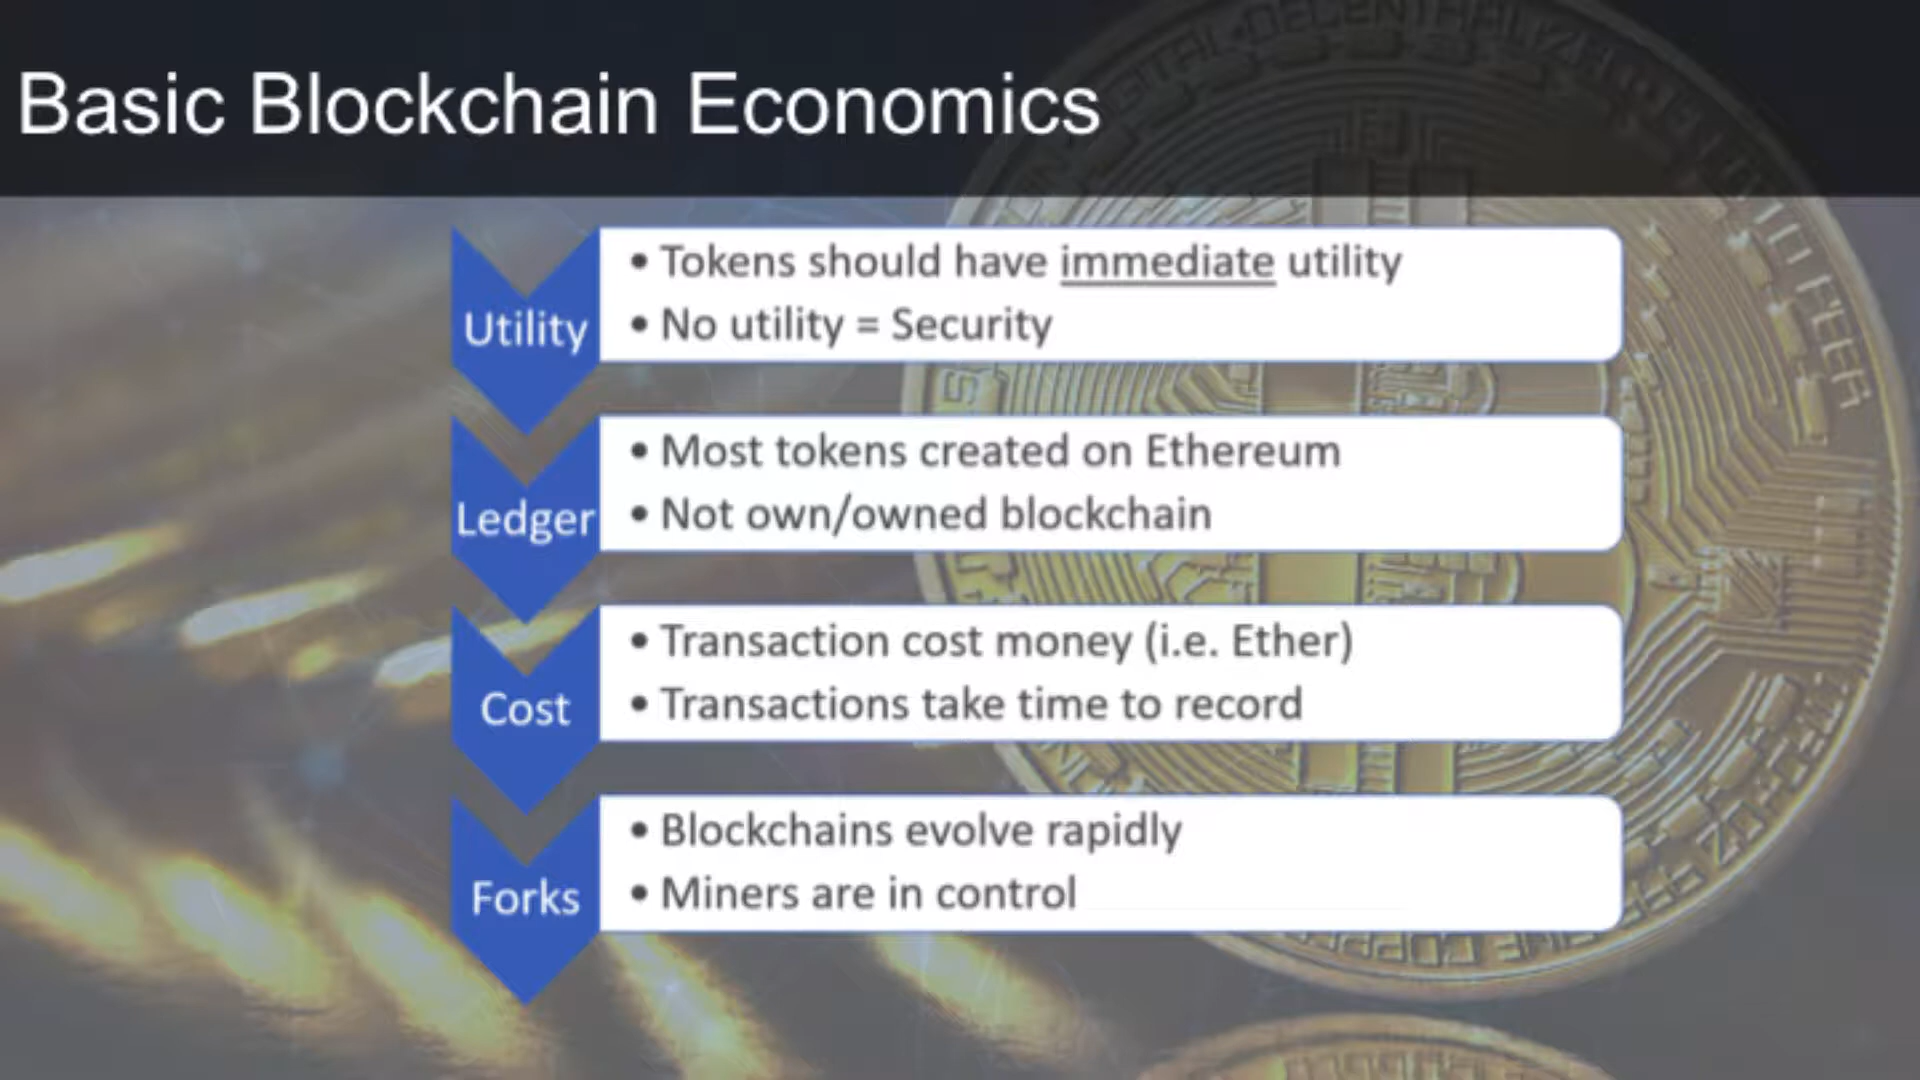 Basic Blockchain Economics
Utility
• Tokens should have immediate utility
• No utility = Security
Ledger
• Most tokens created on Ethereum
• Not own/owned blockchain
Cost
• Transaction cost money (i.e. Ether)
• Transactions take time to record
Forks
• Blockchains evolve rapidly
• Miners are in control